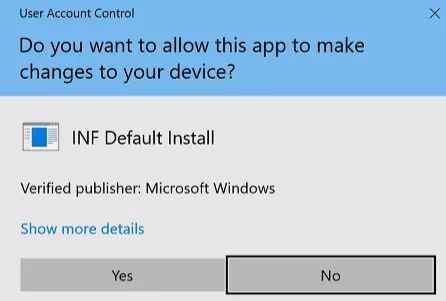 User Account Control
Do you want to allow this app to make
changes to your device?
INF Default Install
Verified publisher: Microsoft Windows
Show more details
Yes
No